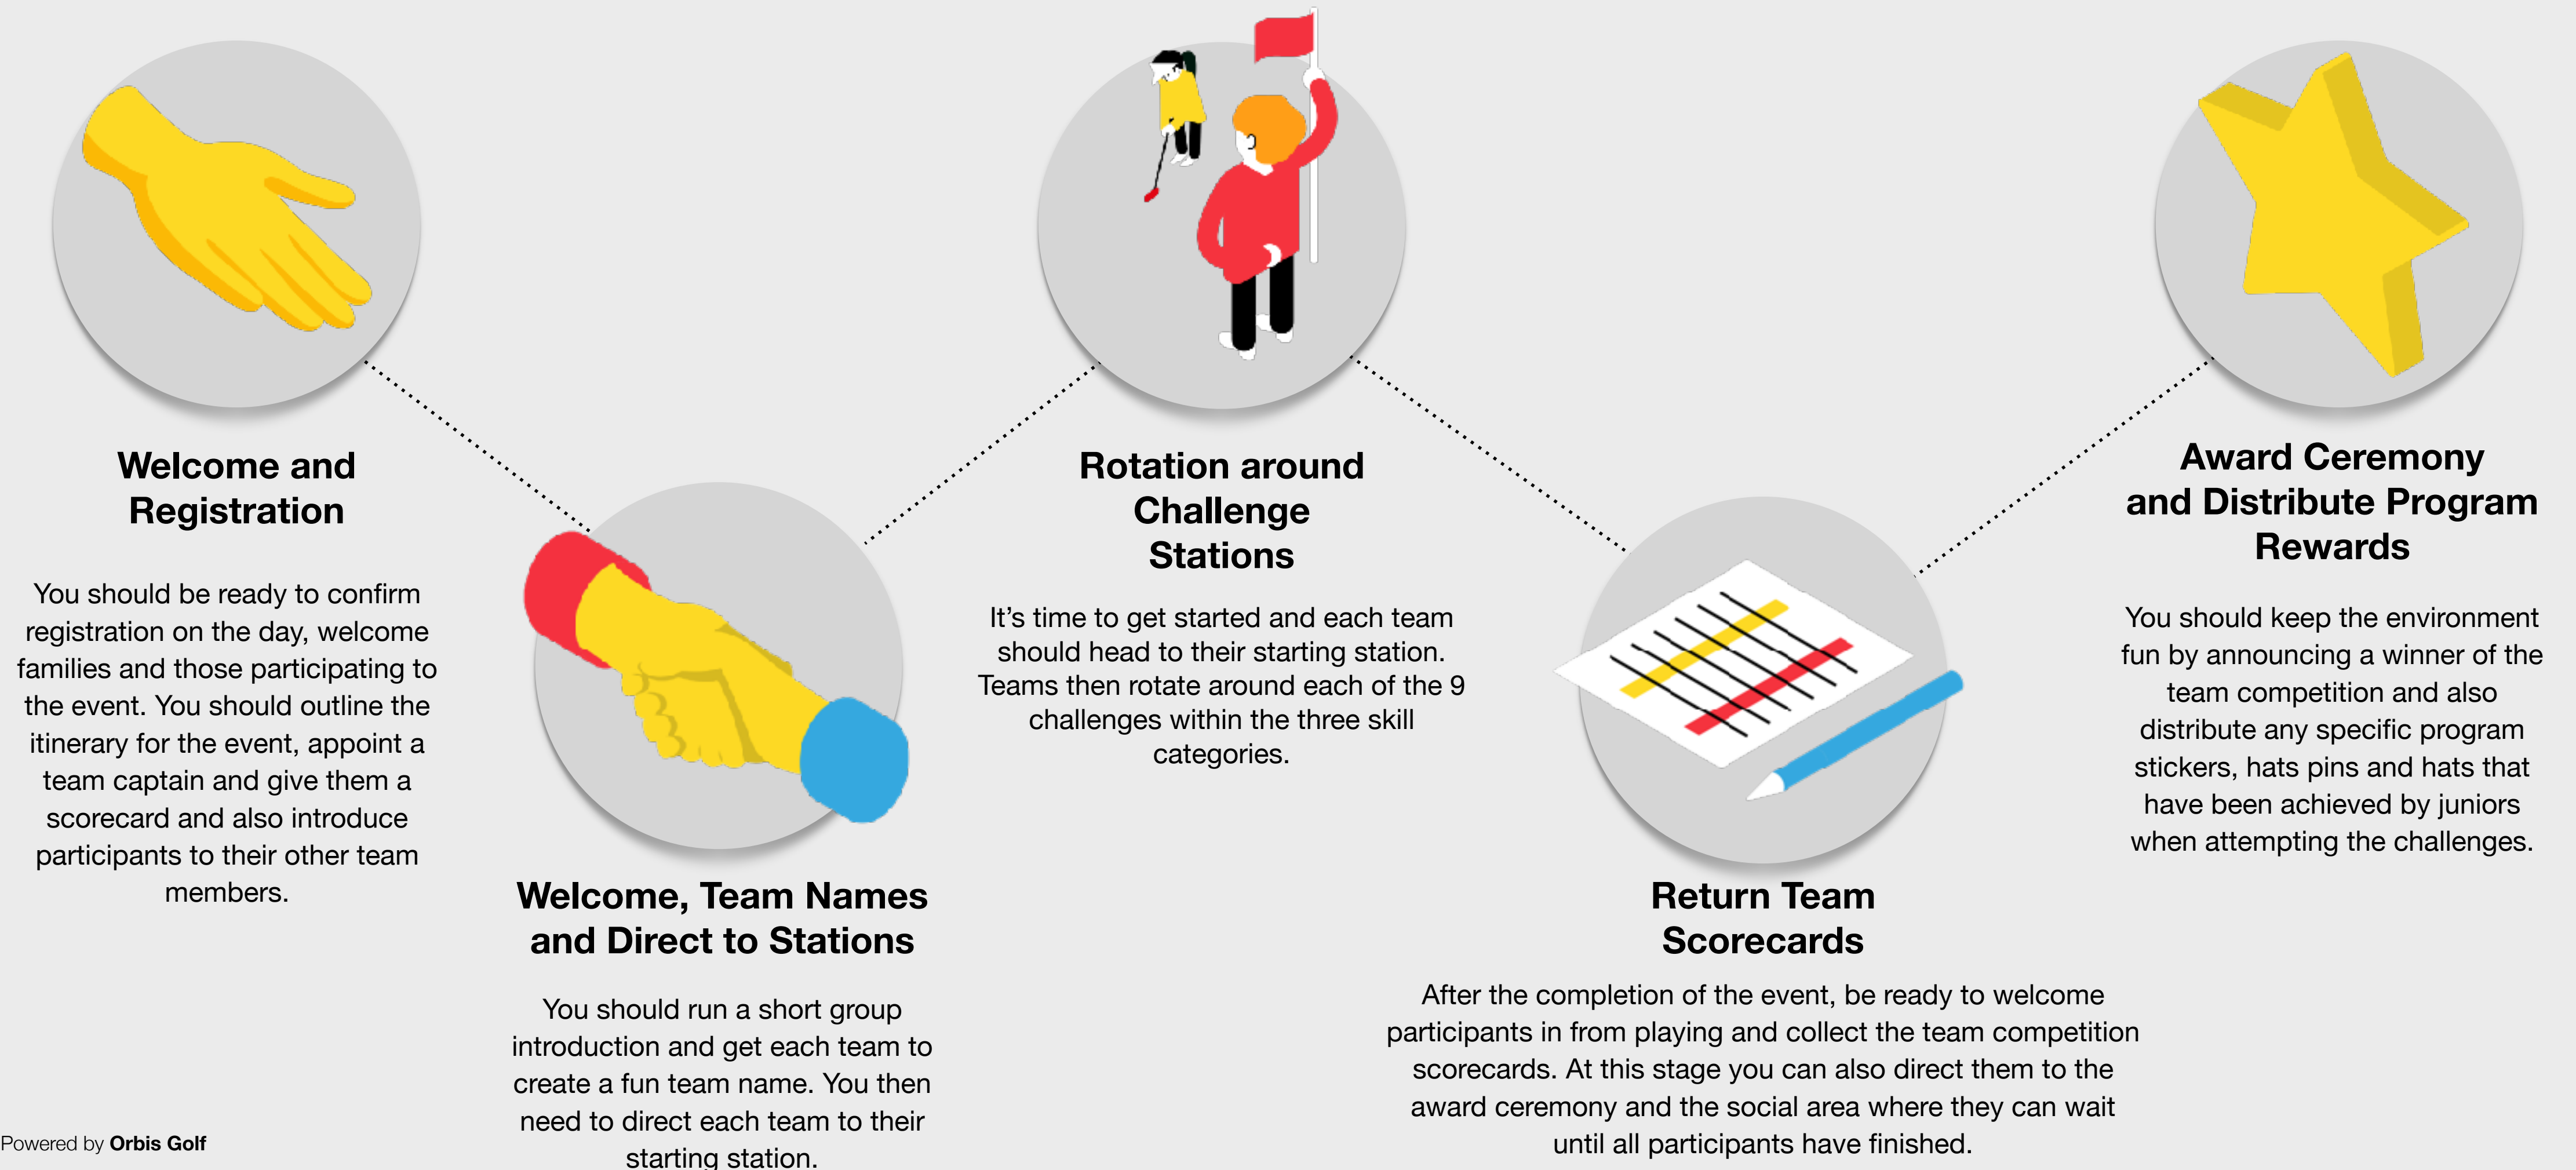 Welcome and
Registration
You should be ready to confirm
registration on the day, welcome
families and those participating to
the event. You should outline the
itinerary for the event, appoint a
team captain and give them a
scorecard and also introduce
participants to their other team
members.
Welcome, Team Names
and Direct to Stations
You should run a short group
introduction and get each team to
create a fun team name. You then
need to direct each team to their
starting station.
Rotation around
Challenge
Stations
It’s time to get started and each team
should head to their starting station.
Teams then rotate around each of the 9
challenges within the three skill
categories.
Return Team
Scorecards
After the completion of the event, be ready to welcome
participants in from playing and collect the team competition
scorecards. At this stage you can also direct them to the
award ceremony and the social area where they can wait
until all participants have finished.
Award Ceremony
and Distribute Program
Rewards
You should keep the environment
fun by announcing a winner of the
team competition and also
distribute any specific program
stickers, hats pins and hats that
have been achieved by juniors
when attempting the challenges.
Powered by Orbis Golf